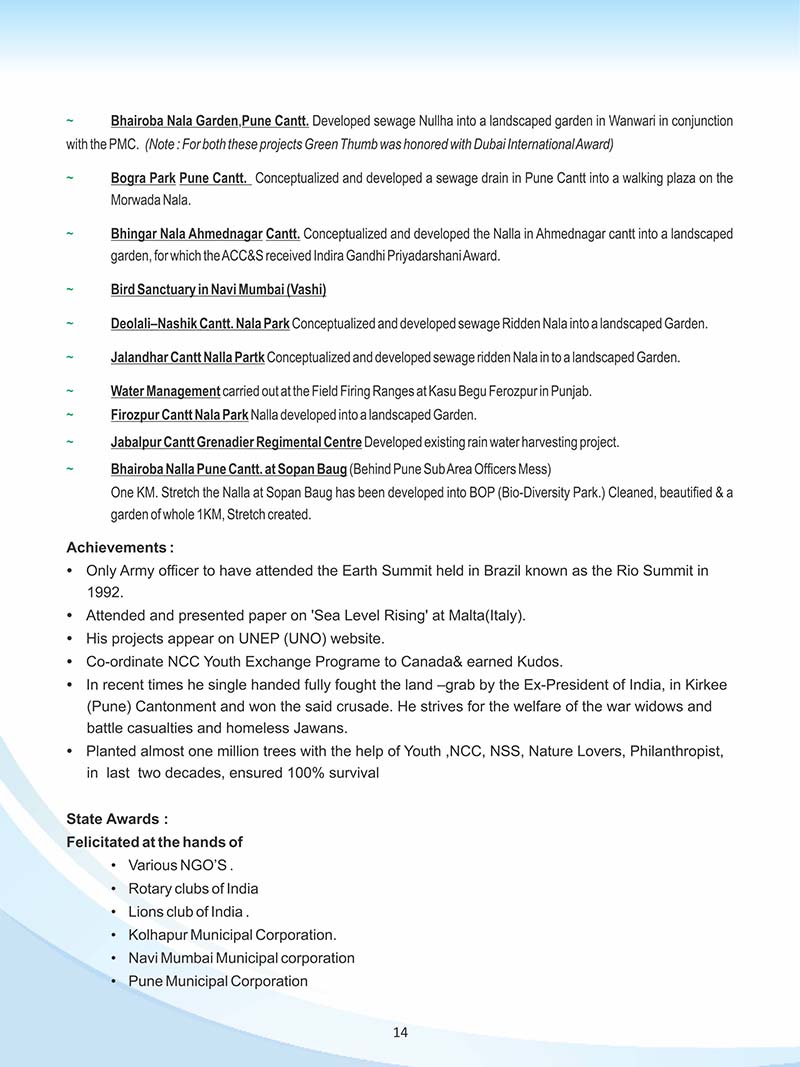 ~ Bhairoba Nala Garden,Pune Cantt. Developed sewage Nullha into a landscaped garden in Wanwari in conjunction
with the PMC. (Note : For both these projects Green Thumb was honored with Dubai International Award)
~ Bogra Park Pune Cantt. Conceptualized and developed a sewage drain in Pune Cantt into a walking plaza on the
Morwada Nala.
~ Bhingar Nala Ahmednagar Cantt. Conceptualized and developed the Nalla in Ahmednagar cantt into a landscaped
garden, for which the ACC&S received Indira Gandhi Priyadarshani Award.
~ Bird Sanctuary in Navi Mumbai (Vashi)
~ Deolali–Nashik Cantt. Nala Park Conceptualized and developed sewage Ridden Nala into a landscaped Garden.
~ Jalandhar Cantt Nalla Partk Conceptualized and developed sewage ridden Nala in to a landscaped Garden.
~ Water Management carried out at the Field Firing Ranges at Kasu Begu Ferozpur in Punjab.
~ Firozpur Cantt Nala Park Nalla developed into a landscaped Garden.
~ Jabalpur Cantt Grenadier Regimental Centre Developed existing rain water harvesting project.
~ Bhairoba Nalla Pune Cantt. at Sopan Baug (Behind Pune Sub Area Officers Mess)
One KM. Stretch the Nalla at Sopan Baug has been developed into BOP (Bio-Diversity Park.) Cleaned, beautified & a
garden of whole 1KM, Stretch created.
Achievements :
• Only Army officer to have attended the Earth Summit held in Brazil known as the Rio Summit in
1992.
• Attended and presented paper on 'Sea Level Rising' at Malta(Italy).
• His projects appear on UNEP (UNO) website.
• Co-ordinate NCC Youth Exchange Programe to Canada& earned Kudos.
• In recent times he single handed fully fought the land –grab by the Ex-President of India, in Kirkee
(Pune) Cantonment and won the said crusade. He strives for the welfare of the war widows and
battle casualties and homeless Jawans.
• Planted almost one million trees with the help of Youth ,NCC, NSS, Nature Lovers, Philanthropist,
in last two decades, ensured 100% survival
State Awards :
Felicitated at the hands of
• Various NGO'S .
• Rotary clubs of India
• Lions club of India .
• Kolhapur Municipal Corporation.
• Navi Mumbai Municipal corporation
• Pune Municipal Corporation
14